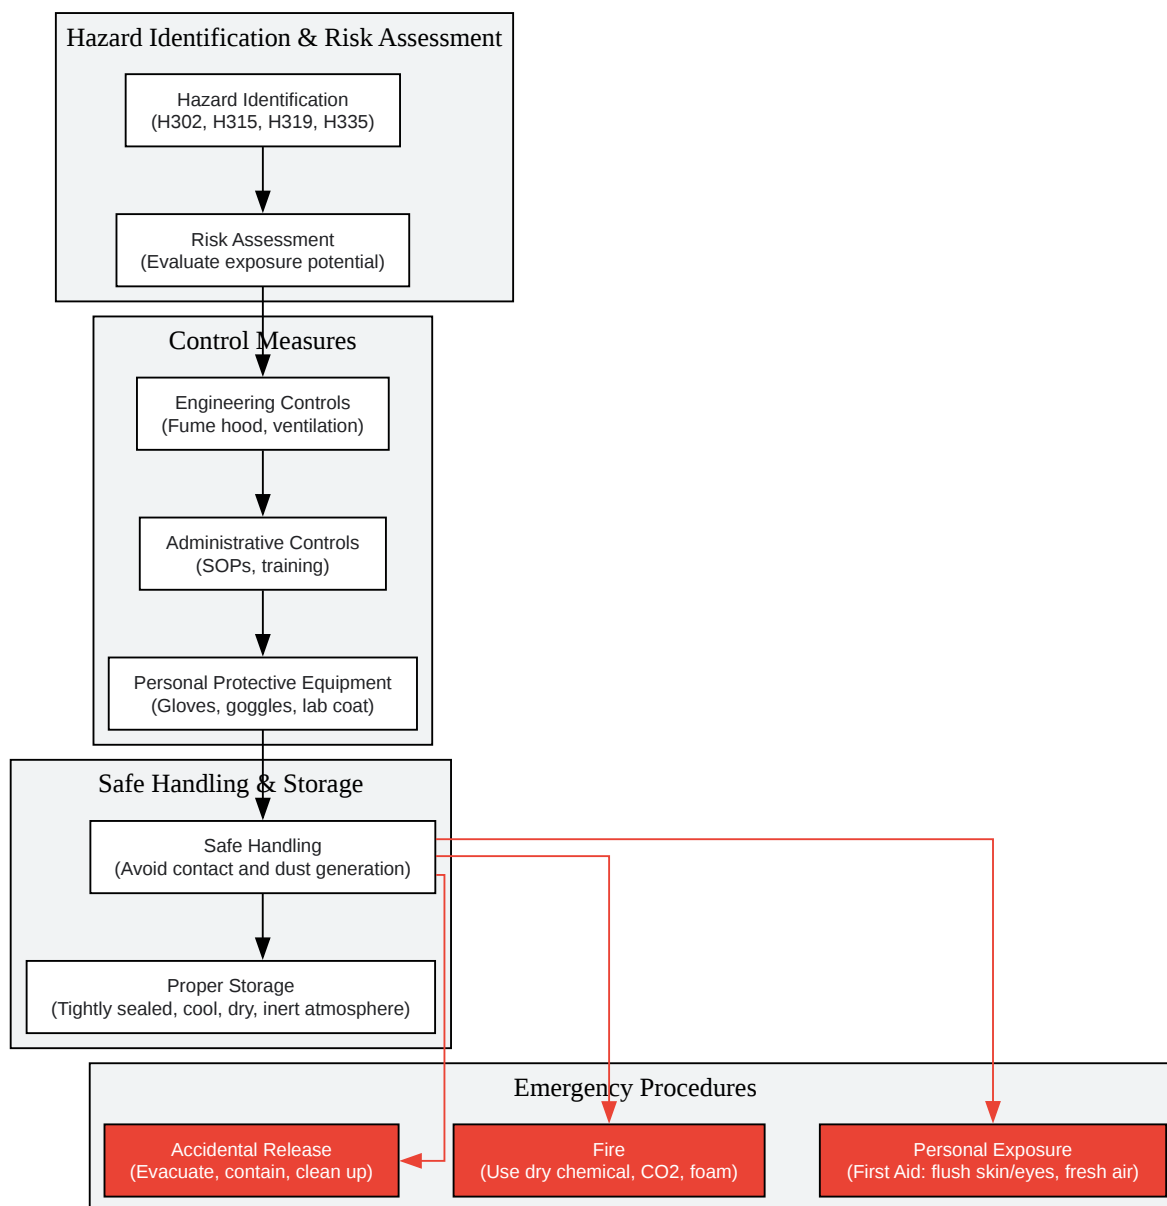 Hazard Identification & Risk Assessment
Hazard Identification
(H302, H315, H319, H335)
Risk Assessment
(Evaluate exposure potential)
Control Measures
Engineering Controls
(Fume hood, ventilation)
Administrative Controls
(SOPs, training)
Personal Protective Equipment
(Gloves, goggles, lab coat)
Safe Handling & Storage
Safe Handling
(Avoid contact and dust generation)
Proper Storage
(Tightly sealed, cool, dry, inert atmosphere)
Emergency Procedures
Accidental Release
(Evacuate, contain, clean up)
Fire
(Use dry chemical, CO2, foam)
Personal Exposure
(First Aid: flush skin/eyes, fresh air)